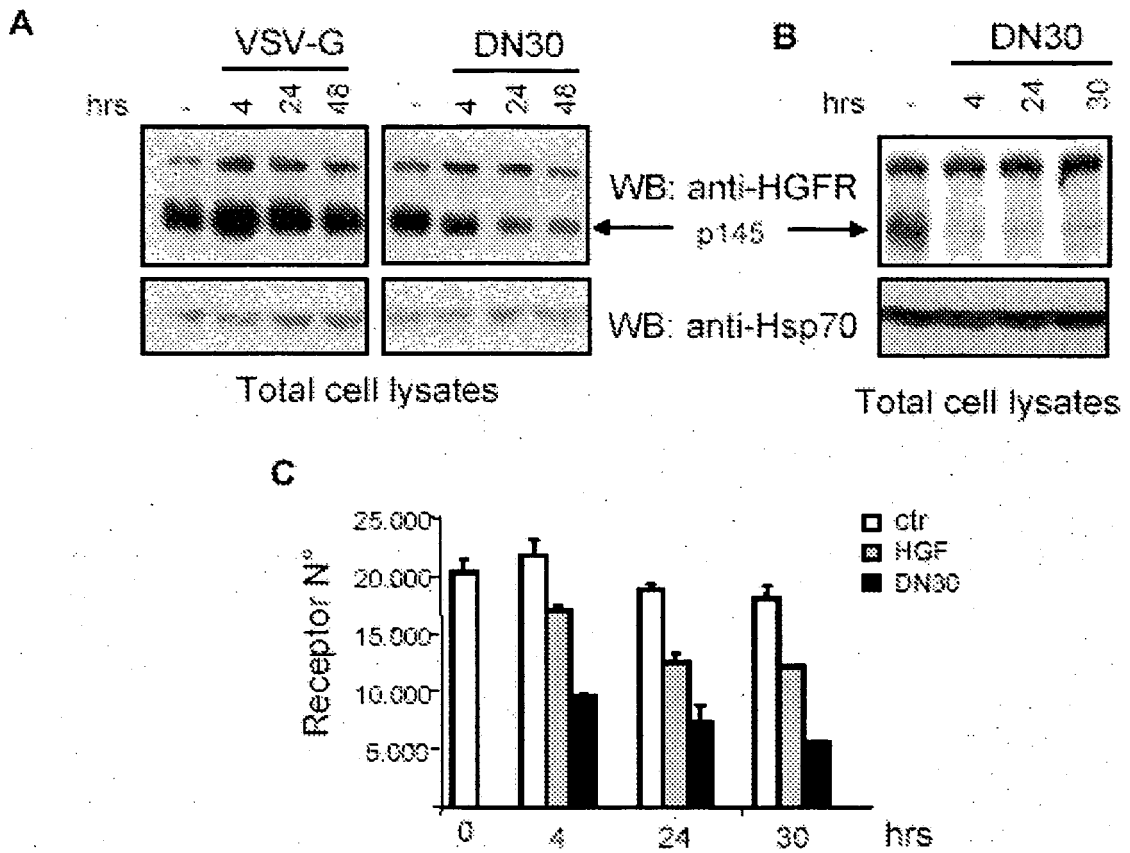 A
VSV-G
DN30
hrs - 4 24 48 - 4 24 48
WB: anti-HGFR
p145
WB: anti-Hsp70
Total cell lysates
B
DN30
hrs - 4 24 30
Total cell lysates
C
Receptor N°
25.000
20.000
15.000
10.000
5.000
0 4 24 30 hrs
ctr
HGF
DN30